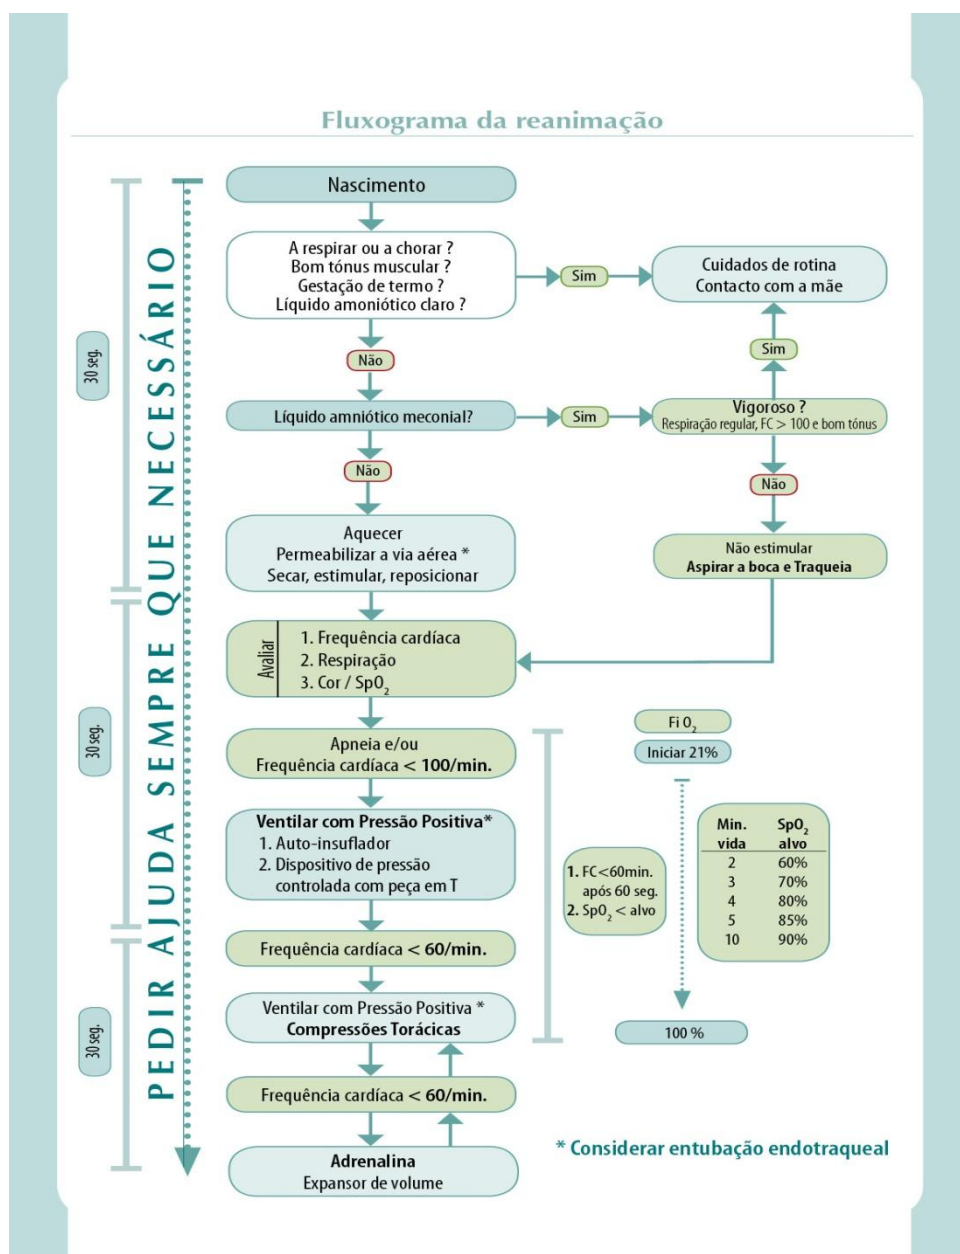 Fluxograma da reanimação
PEDIR AJUDA SEMPRE QUE NECESSÁRIO
30 seg.
30 seg.
30 seg.
Nascimento
A respirar ou a chorar ?
Bom tónus muscular ?
Gestação de termo ?
Líquido amoniótico claro ?
Sim
Cuidados de rotina
Contacto com a mãe
Não
Sim
Líquido amniótico meconial?
Sim
Vigoroso ?
Respiração regular, FC > 100 e bom tónus
Não
Não
Aquecer
Permeabilizar a via aérea *
Secar, estimular, reposicionar
Não estimular
Aspirar a boca e Traqueia
Avaliar
1. Frequência cardíaca
2. Respiração
3. Cor / SpO₂
Apneia e/ou
Frequência cardíaca < 100/min.
Ventilar com Pressão Positiva*
1. Auto-insuflador
2. Dispositivo de pressão
controlada com peça em T
Frequência cardíaca < 60/min.
Ventilar com Pressão Positiva *
Compressões Torácicas
Frequência cardíaca < 60/min.
Adrenalina
Expansor de volume
Fi O₂
Iniciar 21%
1. FC<60min.
após 60 seg.
2. SpO₂ < alvo
Min. SpO₂
vida alvo
2 60%
3 70%
4 80%
5 85%
10 90%
100 %
* Considerar entubação endotraqueal